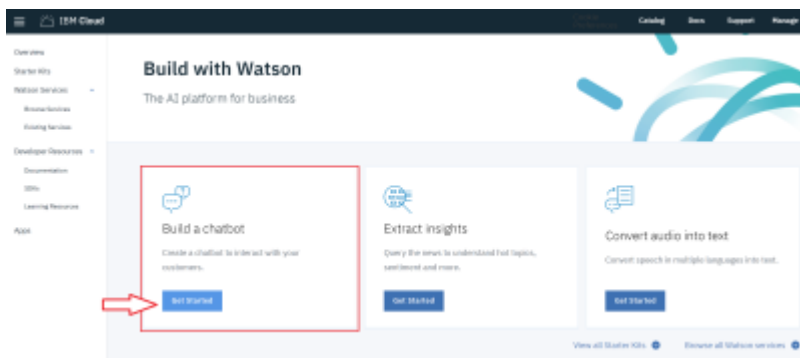 IBM Cloud
Catalog Docs Support Manage
Overview
Starter Kits
Watson Services
Browse Services
Existing Services
Developer Resources
Documentation
SDKs
Learning Resources
Apps
Build with Watson
The AI platform for business
Build a chatbot
Create a chatbot to interact with your
customers.
Get Started
Extract insights
Query the news to understand hot topics,
sentiment and more.
Get Started
Convert audio into text
Convert speech in multiple languages into text.
Get Started
View all Starter Kits
Browse all Watson services